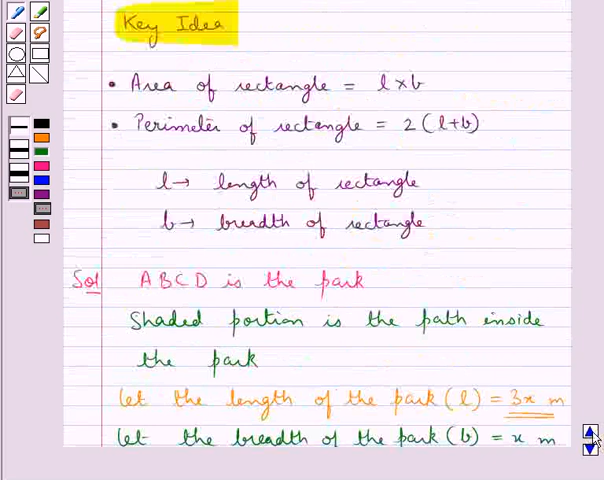 Key Idea
• Area of rectangle = l × b
• Perimeter of rectangle = 2 (l+b)
l → length of rectangle
b → breadth of rectangle
Sol ABCD is the park
Shaded portion is the path inside
the park
let the length of the park (l) = 3x m
let the breadth of the park (b) = x m